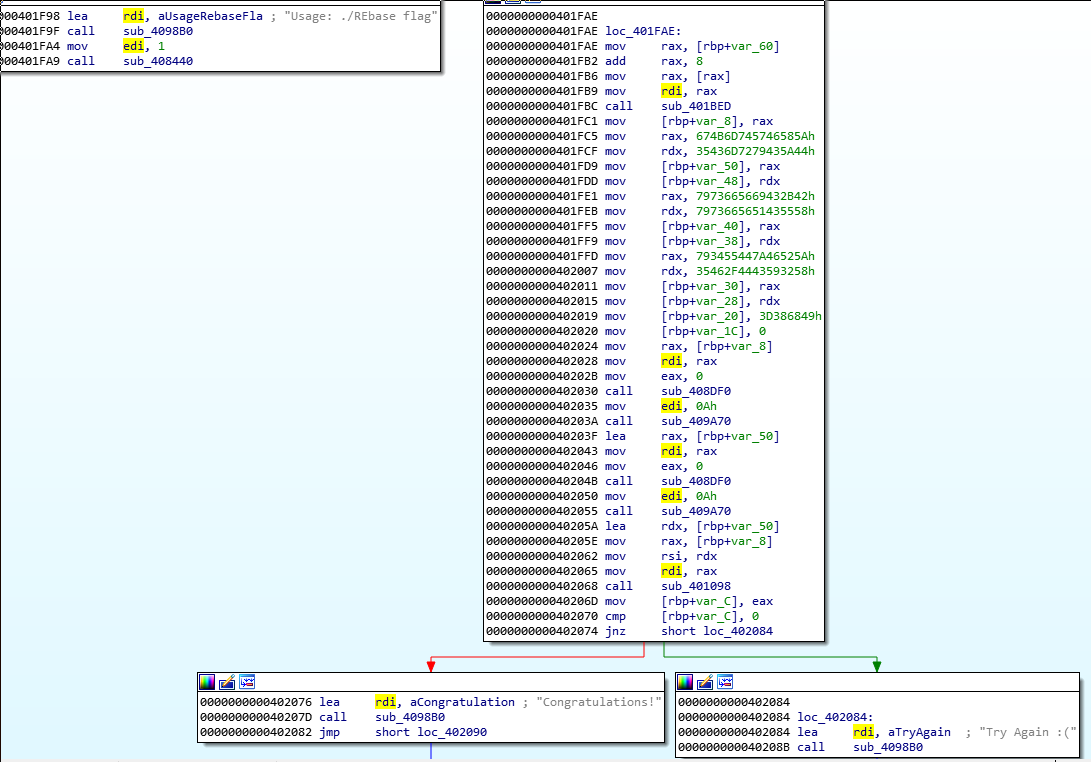 000401F98 lea rdi, aUsageRebaseFla ; "Usage: ./REbase flag"
000401F9F call sub_4098B0
000401FA4 mov edi, 1
000401FA9 call sub_408440
0000000000401FAE
0000000000401FAE loc_401FAE:
0000000000401FAE mov rax, [rbp+var_60]
0000000000401FB2 add rax, 8
0000000000401FB6 mov rax, [rax]
0000000000401FB9 mov rdi, rax
0000000000401FBC call sub_401BED
0000000000401FC1 mov [rbp+var_8], rax
0000000000401FC5 mov rax, 674B6D745746585Ah
0000000000401FCF mov rdx, 35436D7279435A44h
0000000000401FD9 mov [rbp+var_50], rax
0000000000401FDD mov [rbp+var_48], rdx
0000000000401FE1 mov rax, 7973665669432B42h
0000000000401FEB mov rdx, 7973665651435558h
0000000000401FF5 mov [rbp+var_40], rax
0000000000401FF9 mov [rbp+var_38], rdx
0000000000401FFD mov rax, 793455447A46525Ah
0000000000402007 mov rdx, 35462F4443593258h
0000000000402011 mov [rbp+var_30], rax
0000000000402015 mov [rbp+var_28], rdx
0000000000402019 mov [rbp+var_20], 3D386849h
0000000000402020 mov [rbp+var_1C], 0
0000000000402024 mov rax, [rbp+var_8]
0000000000402028 mov rdi, rax
000000000040202B mov eax, 0
0000000000402030 call sub_408DF0
0000000000402035 mov edi, 0Ah
000000000040203A call sub_409A70
000000000040203F lea rax, [rbp+var_50]
0000000000402043 mov rdi, rax
0000000000402046 mov eax, 0
000000000040204B call sub_408DF0
0000000000402050 mov edi, 0Ah
0000000000402055 call sub_409A70
000000000040205A lea rdx, [rbp+var_50]
000000000040205E mov rax, [rbp+var_8]
0000000000402062 mov rsi, rdx
0000000000402065 mov rdi, rax
0000000000402068 call sub_401098
000000000040206D mov [rbp+var_C], eax
0000000000402070 cmp [rbp+var_C], 0
0000000000402074 jnz short loc_402084
0000000000402076 lea rdi, aCongratulation ; "Congratulations!"
000000000040207D call sub_4098B0
0000000000402082 jmp short loc_402090
0000000000402084
0000000000402084 loc_402084:
0000000000402084 lea rdi, aTryAgain ; "Try Again :("
000000000040208B call sub_4098B0